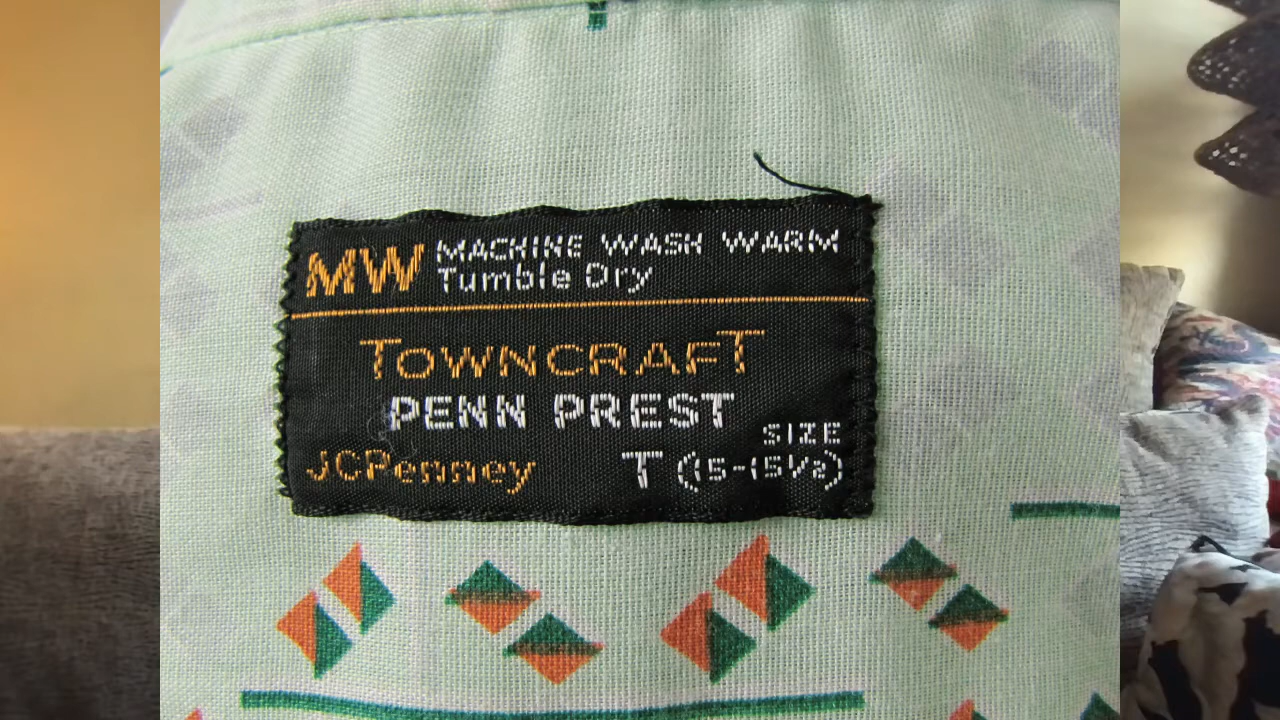 MW MACHINE WASH WARM
Tumble Dry
TOWNCRAFT
PENN PREST
SIZE
JCPenney T (15-15½)